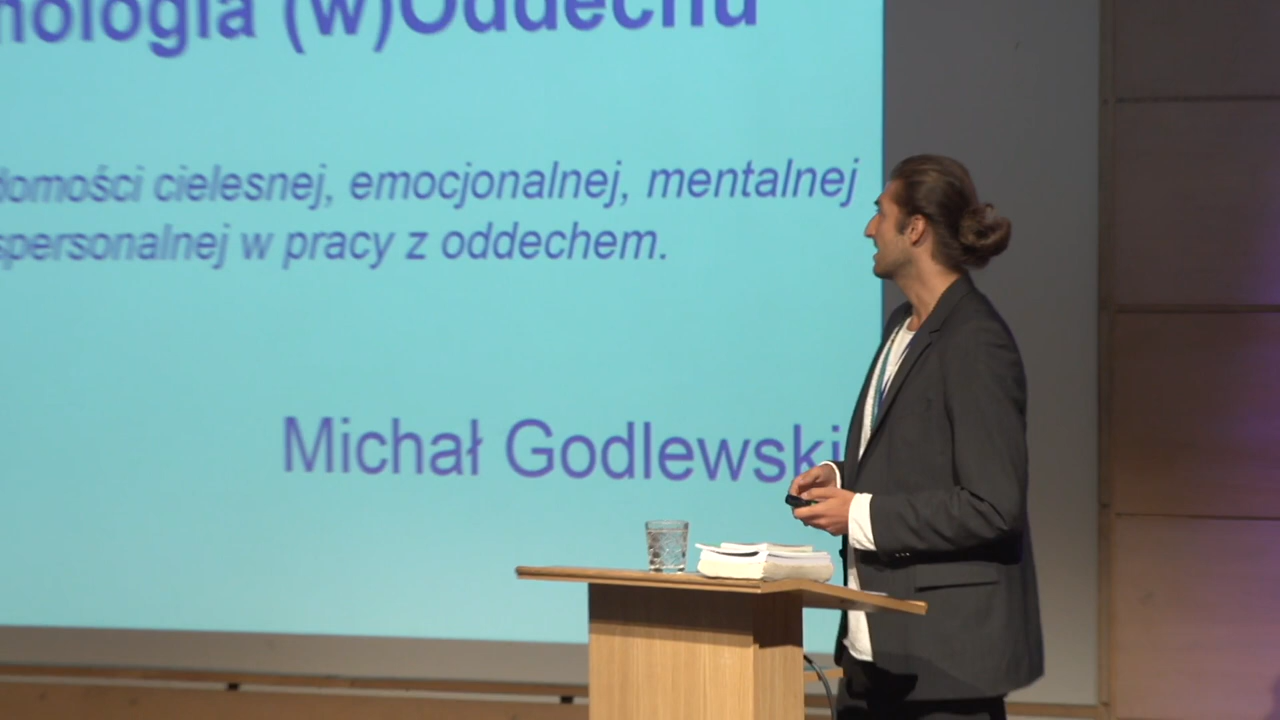 nologia (w)Oddechu
domości cielesnej, emocjonalnej, mentalnej
spersonalnej w pracy z oddechem.
Michał Godlewski